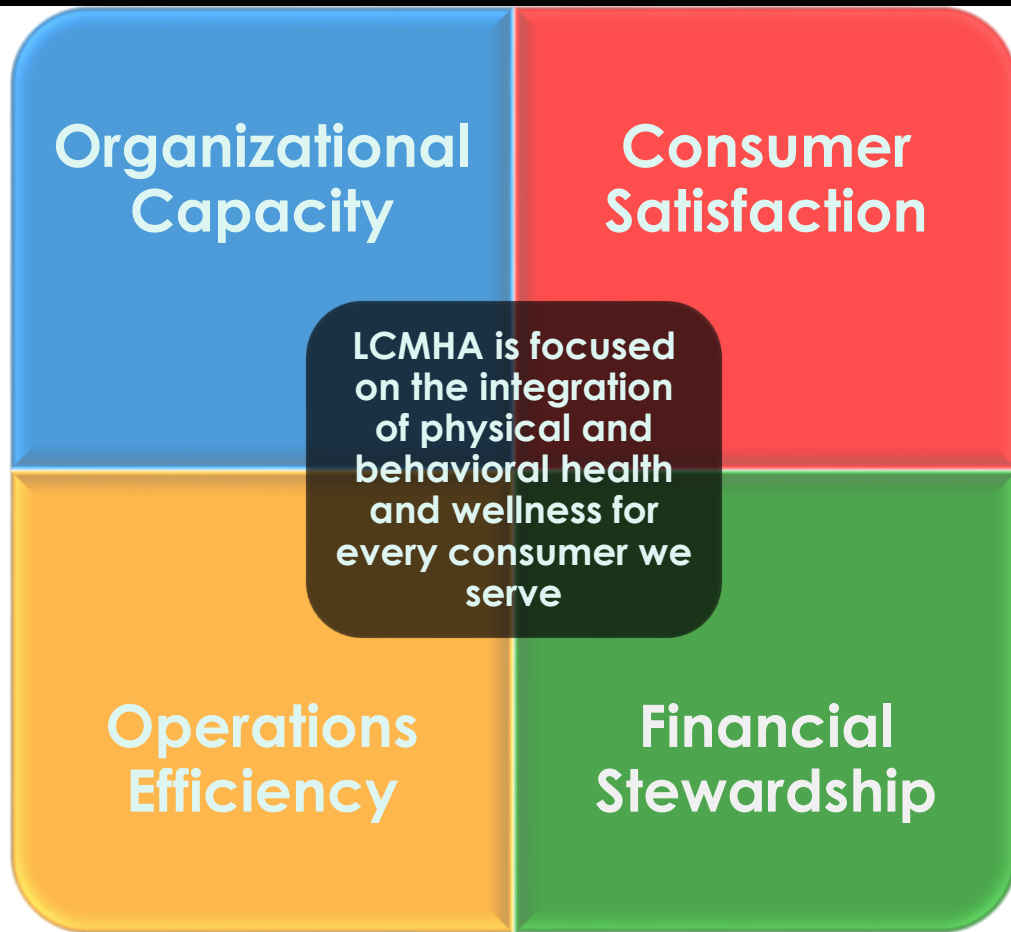 Organizational
Capacity
Consumer
Satisfaction
LCMHA is focused
on the integration
of physical and
behavioral health
and wellness for
every consumer we
serve
Operations
Efficiency
Financial
Stewardship